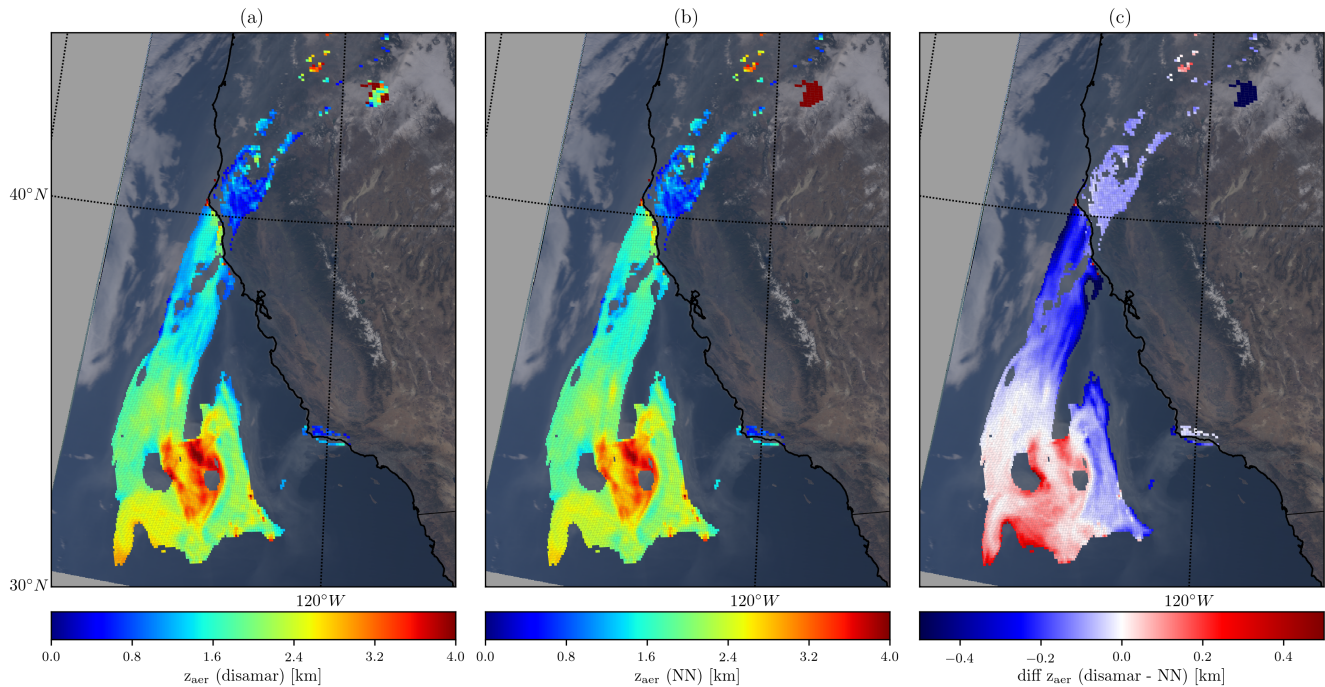 (a)
(b)
(c)
40°N
30°N
120°W
120°W
120°W
0.0 0.8 1.6 2.4 3.2 4.0
0.0 0.8 1.6 2.4 3.2 4.0
−0.4 −0.2 0.0 0.2 0.4
z_aer (disamar) [km]
z_aer (NN) [km]
diff z_aer (disamar - NN) [km]